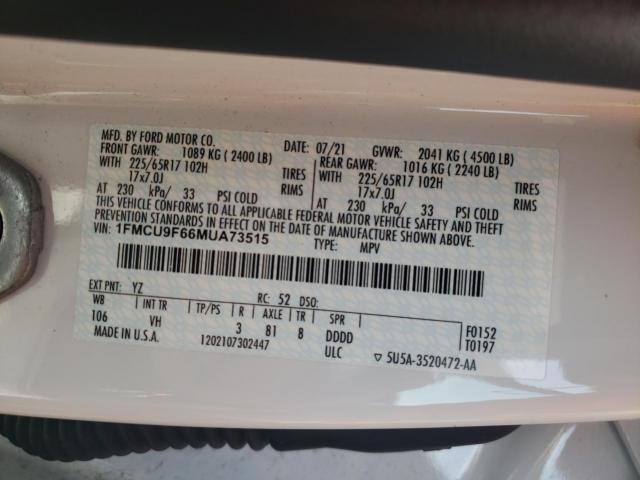 MFD. BY FORD MOTOR CO.
DATE: 07/21 GVWR: 2041 KG ( 4500 LB)
FRONT GAWR: 1089 KG ( 2400 LB) REAR GAWR: 1016 KG ( 2240 LB)
WITH 225/65R17 102H TIRES WITH 225/65R17 102H TIRES
17x7.0J RIMS 17x7.0J RIMS
AT 230 kPa/ 33 PSI COLD AT 230 kPa/ 33 PSI COLD
THIS VEHICLE CONFORMS TO ALL APPLICABLE FEDERAL MOTOR VEHICLE SAFETY AND THEFT
PREVENTION STANDARDS IN EFFECT ON THE DATE OF MANUFACTURE SHOWN ABOVE.
VIN: 1FMCU9F66MUA73515 TYPE: MPV
EXT PNT: YZ RC: 52 DSO:
WB INT TR TP/PS R AXLE TR SPR
106 VH 3 81 8 DDDD F0152
MADE IN U.S.A. 1202107302447 ULC T0197
▽ 5U5A-3520472-AA